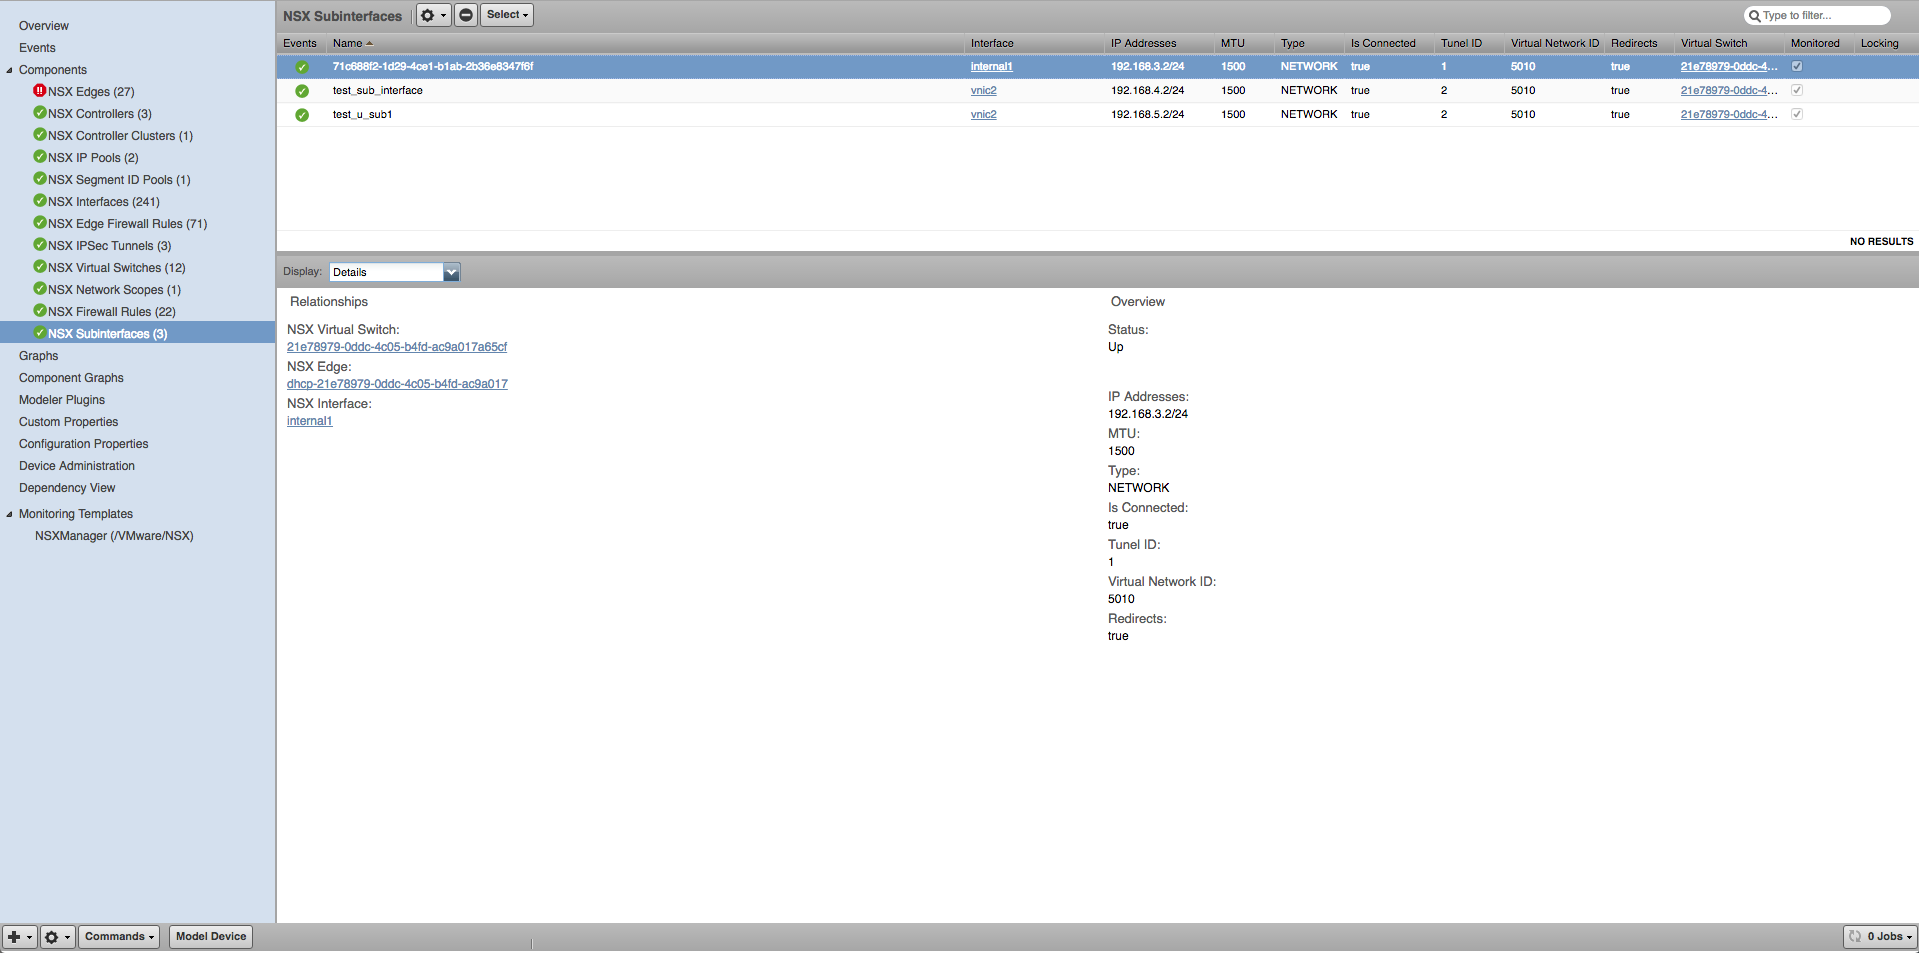 Overview
Events
Components
NSX Edges (27)
NSX Controllers (3)
NSX Controller Clusters (1)
NSX IP Pools (2)
NSX Segment ID Pools (1)
NSX Interfaces (241)
NSX Edge Firewall Rules (71)
NSX IPSec Tunnels (3)
NSX Virtual Switches (12)
NSX Network Scopes (1)
NSX Firewall Rules (22)
NSX Subinterfaces (3)
Graphs
Component Graphs
Modeler Plugins
Custom Properties
Configuration Properties
Device Administration
Dependency View
Monitoring Templates
NSXManager (/VMware/NSX)
NSX Subinterfaces Select Type to filter...
Events Name Interface IP Addresses MTU Type Is Connected Tunel ID Virtual Network ID Redirects Virtual Switch Monitored Locking
71c688f2-1d29-4ce1-b1ab-2b36e8347f6f internal1 192.168.3.2/24 1500 NETWORK true 1 5010 true 21e78979-0ddc-4...
test_sub_interface vnic2 192.168.4.2/24 1500 NETWORK true 2 5010 true 21e78979-0ddc-4...
test_u_sub1 vnic2 192.168.5.2/24 1500 NETWORK true 2 5010 true 21e78979-0ddc-4...
NO RESULTS
Display: Details
Relationships
NSX Virtual Switch:
21e78979-0ddc-4c05-b4fd-ac9a017a65cf
NSX Edge:
dhcp-21e78979-0ddc-4c05-b4fd-ac9a017
NSX Interface:
internal1
Overview
Status:
Up
IP Addresses:
192.168.3.2/24
MTU:
1500
Type:
NETWORK
Is Connected:
true
Tunel ID:
1
Virtual Network ID:
5010
Redirects:
true
Commands Model Device 0 Jobs